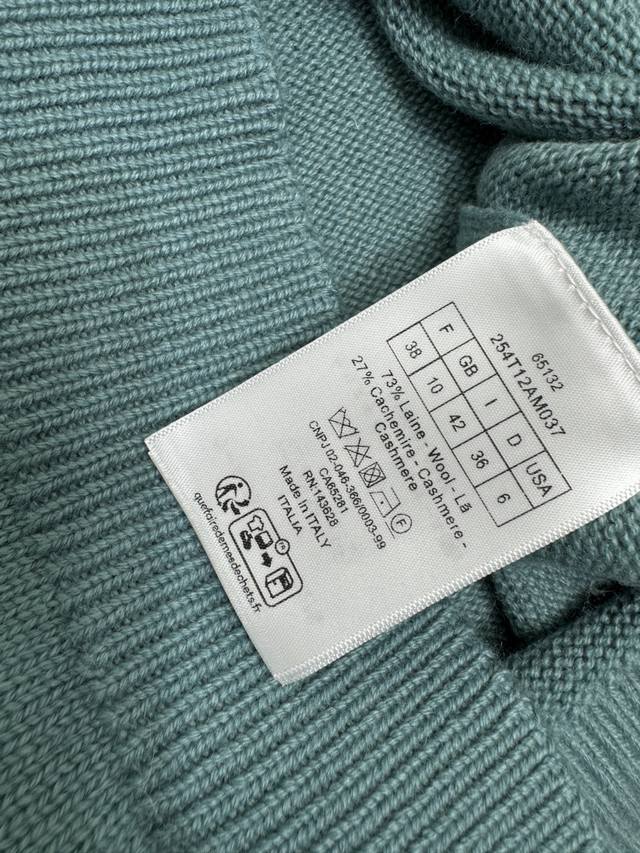 65132
254T12AM037
F GB I D USA
38 10 42 36 6
73% Laine - Wool - Lã
27% Cachemire - Cashmere -
Cashmere
F
CNPJ 02-046-366/0003-99
CA65281
RN:143628
Made In ITALY
ITALIA
quefairedemesdechets.fr